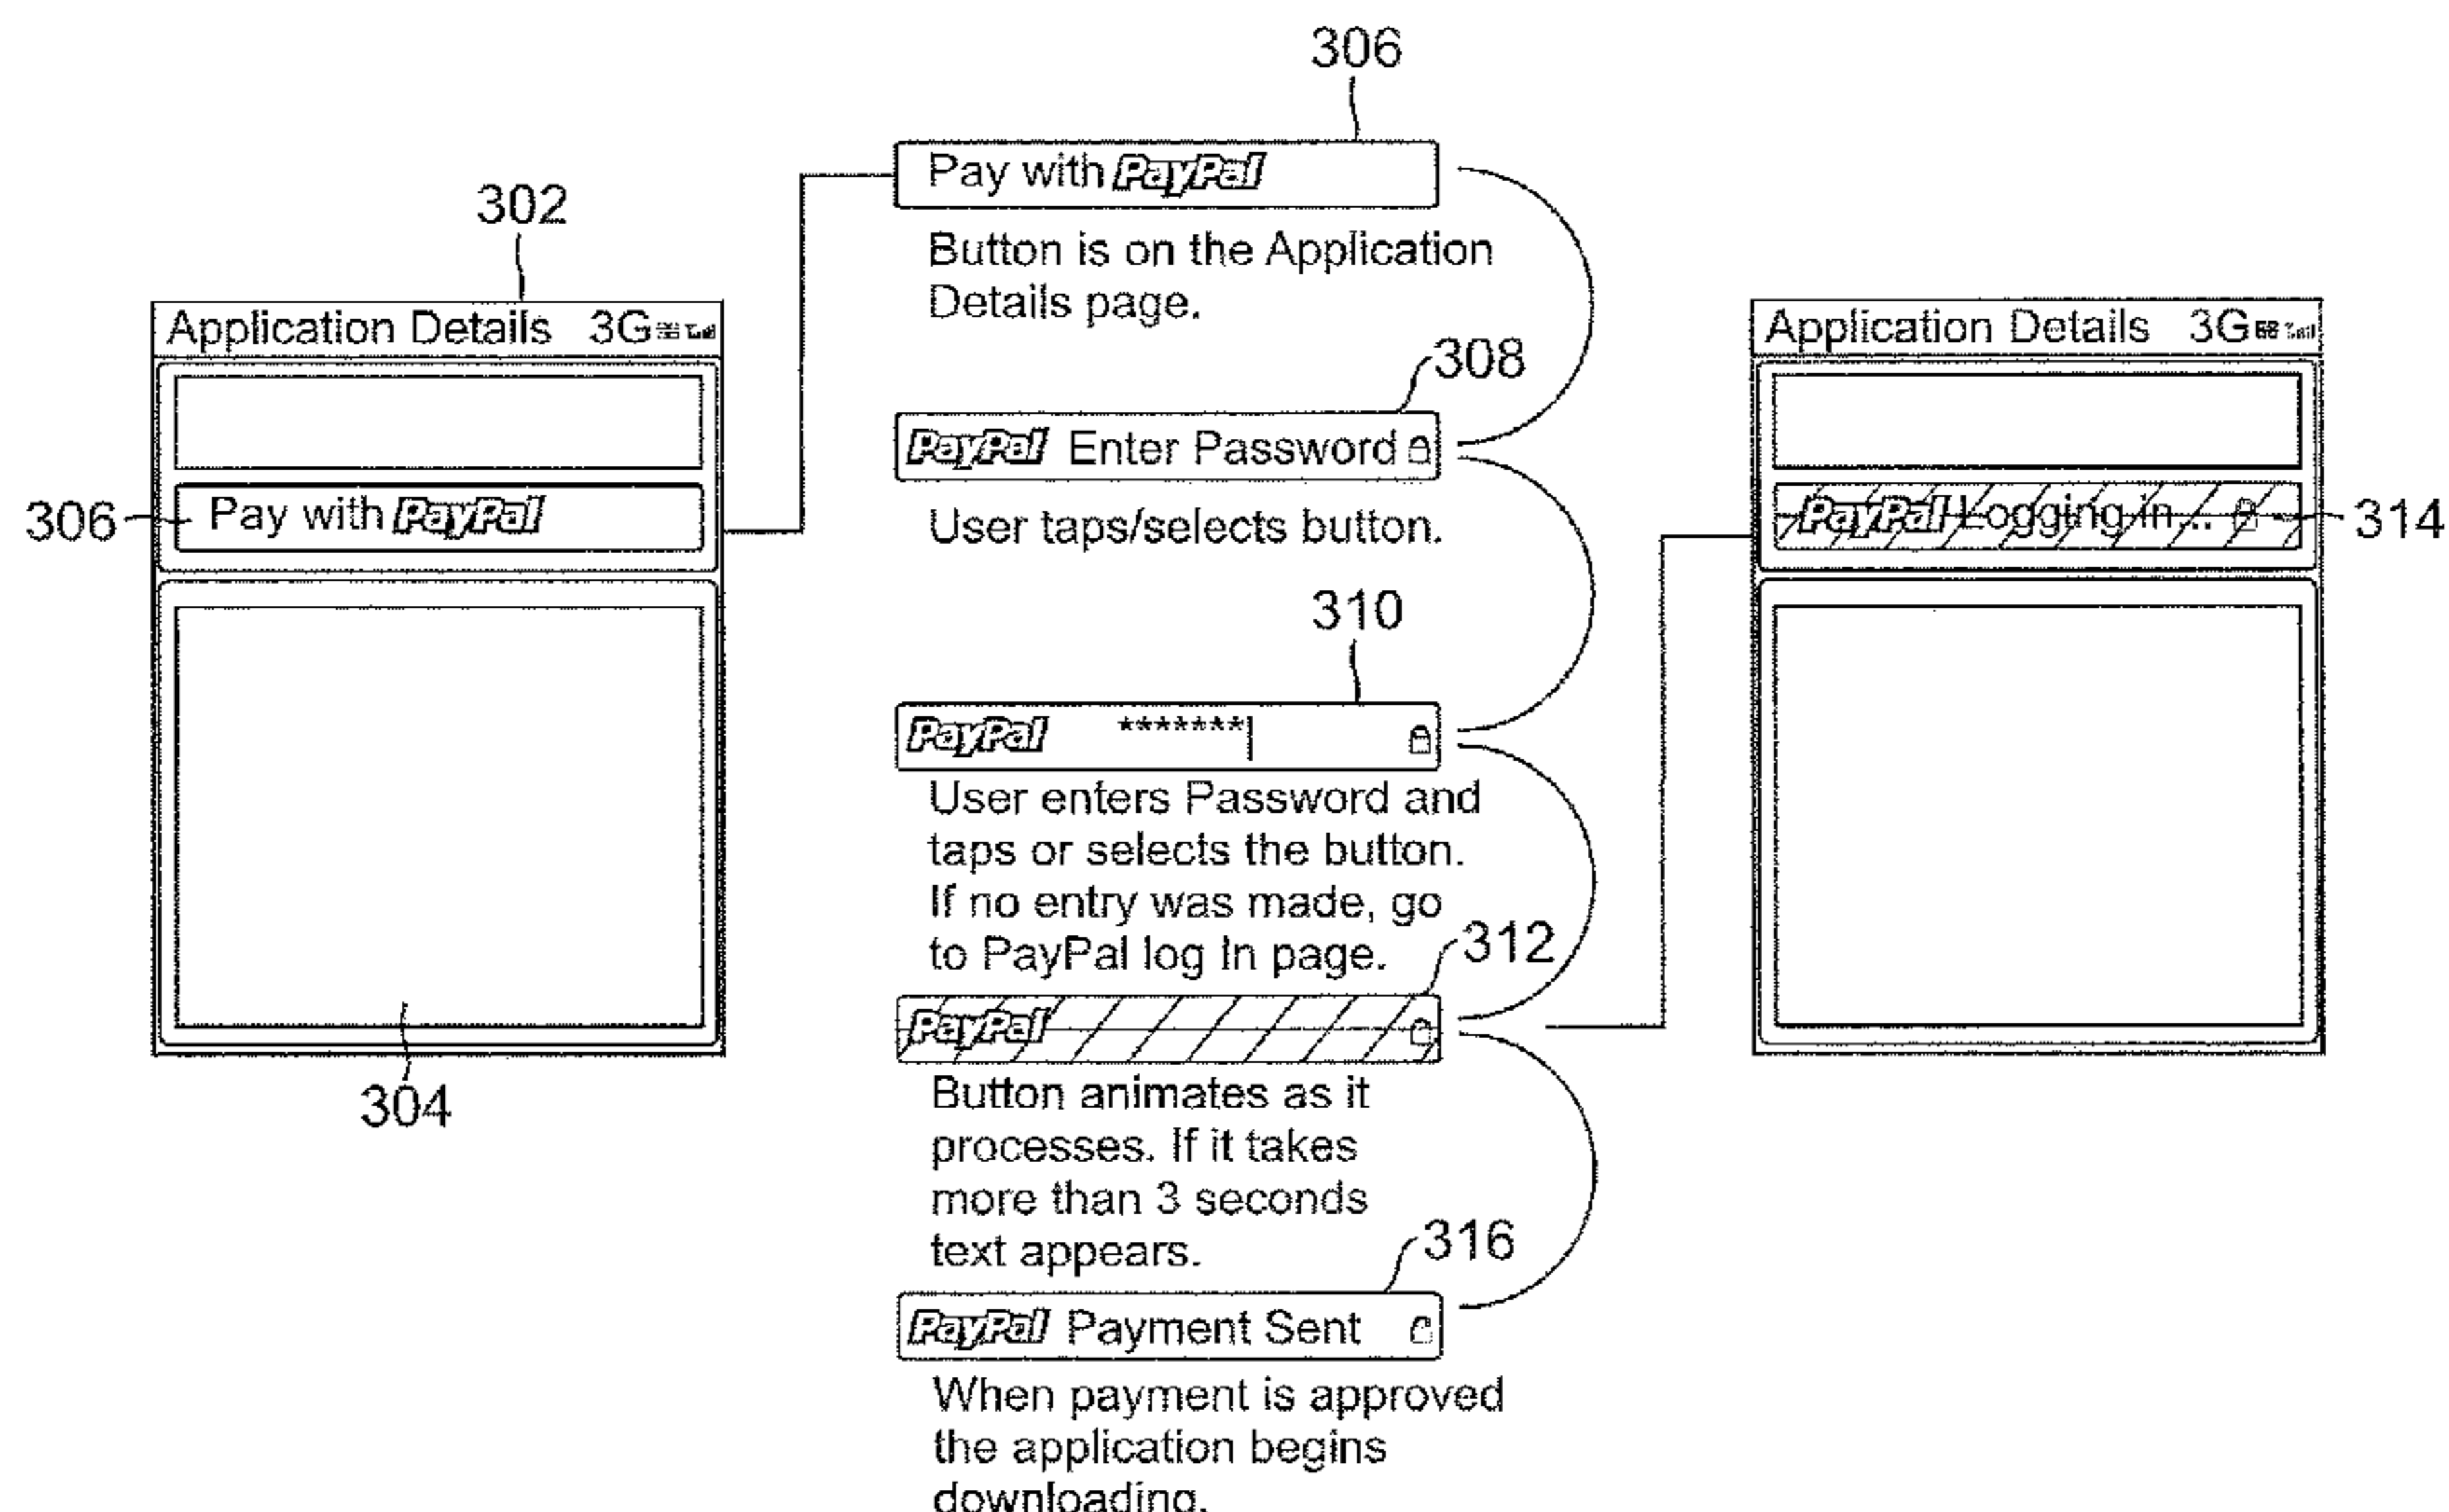 302
Application Details 3G
306
Pay with PayPal
304
306
Pay with PayPal
Button is on the Application
Details page.
308
PayPal Enter Password
User taps/selects button.
310
PayPal *******|
User enters Password and
taps or selects the button.
If no entry was made, go
to PayPal log In page.
312
PayPal
Button animates as it
processes. If it takes
more than 3 seconds
text appears.
316
PayPal Payment Sent
When payment is approved
the application begins
downloading.
Application Details 3G
PayPal Logging in...
314